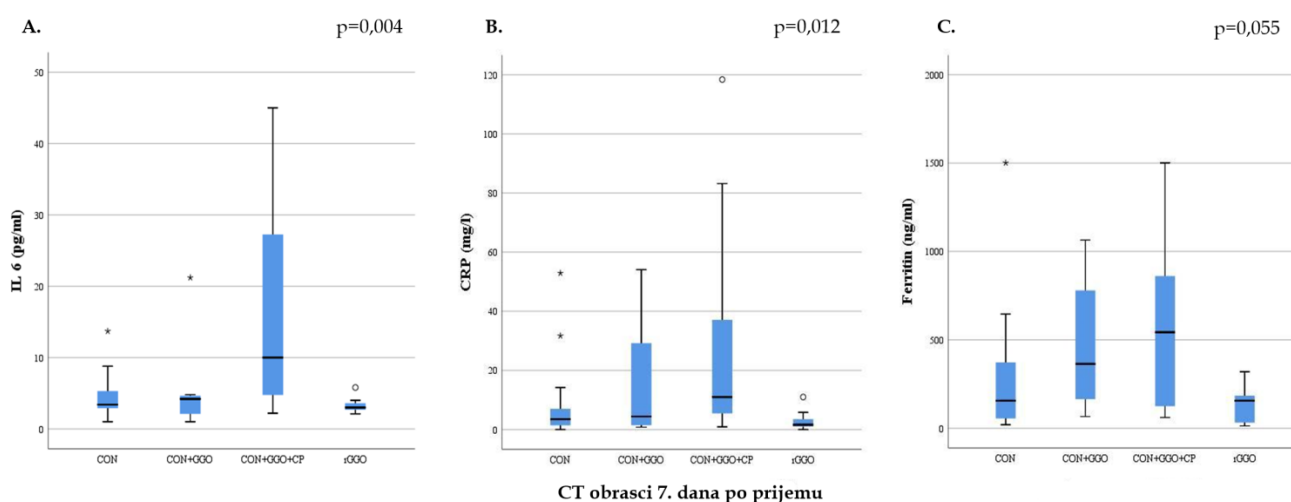 A.
p=0,004
IL 6 (pg/ml)
50
40
30
20
10
0
CON
CON+GGO
CON+GGO+CP
rGGO
B.
p=0,012
CRP (mg/l)
120
100
80
60
40
20
0
CON
CON+GGO
CON+GGO+CP
rGGO
C.
p=0,055
Ferritin (ng/ml)
2000
1500
1000
500
0
CON
CON+GGO
CON+GGO+CP
rGGO
CT obrasci 7. dana po prijemu